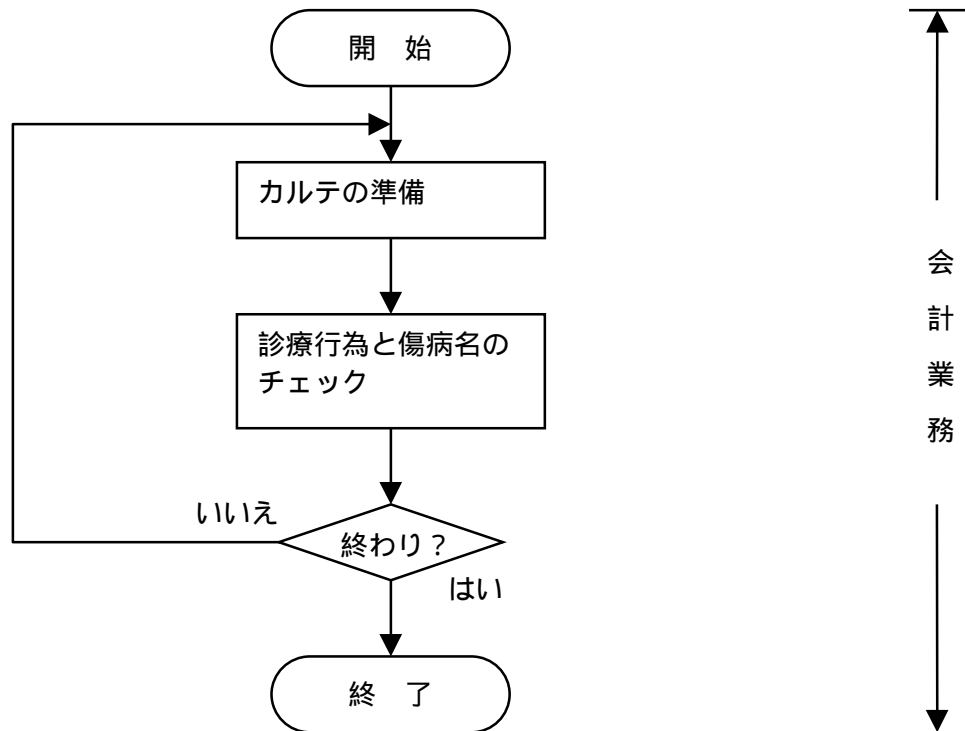 開　始
カルテの準備
診療行為と傷病名の
チェック
いいえ
終わり？
はい
終　了
会計業務